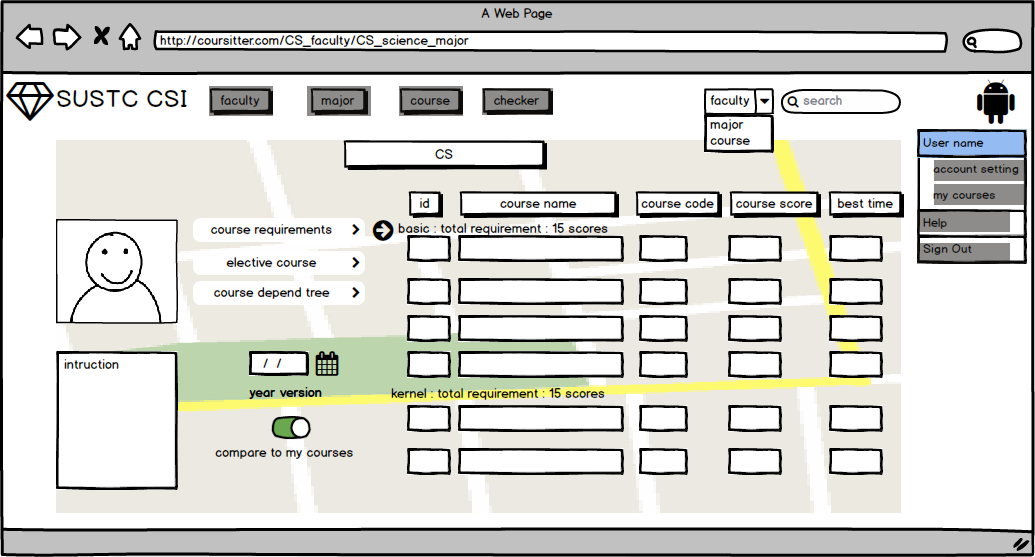 A Web Page
http://coursitter.com/CS_faculty/CS_science_major
SUSTC CSI
faculty
major
course
checker
faculty
search
major
course
User name
account setting
my courses
Help
Sign Out
CS
id
course name
course code
course score
best time
course requirements
basic : total requirement : 15 scores
elective course
course depend tree
intruction
/ /
year version
kernel : total requirement : 15 scores
compare to my courses